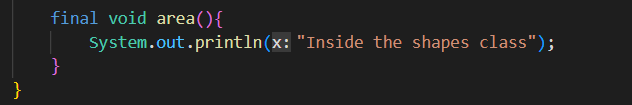 final void area(){
System.out.println(x: "Inside the shapes class");
}
}